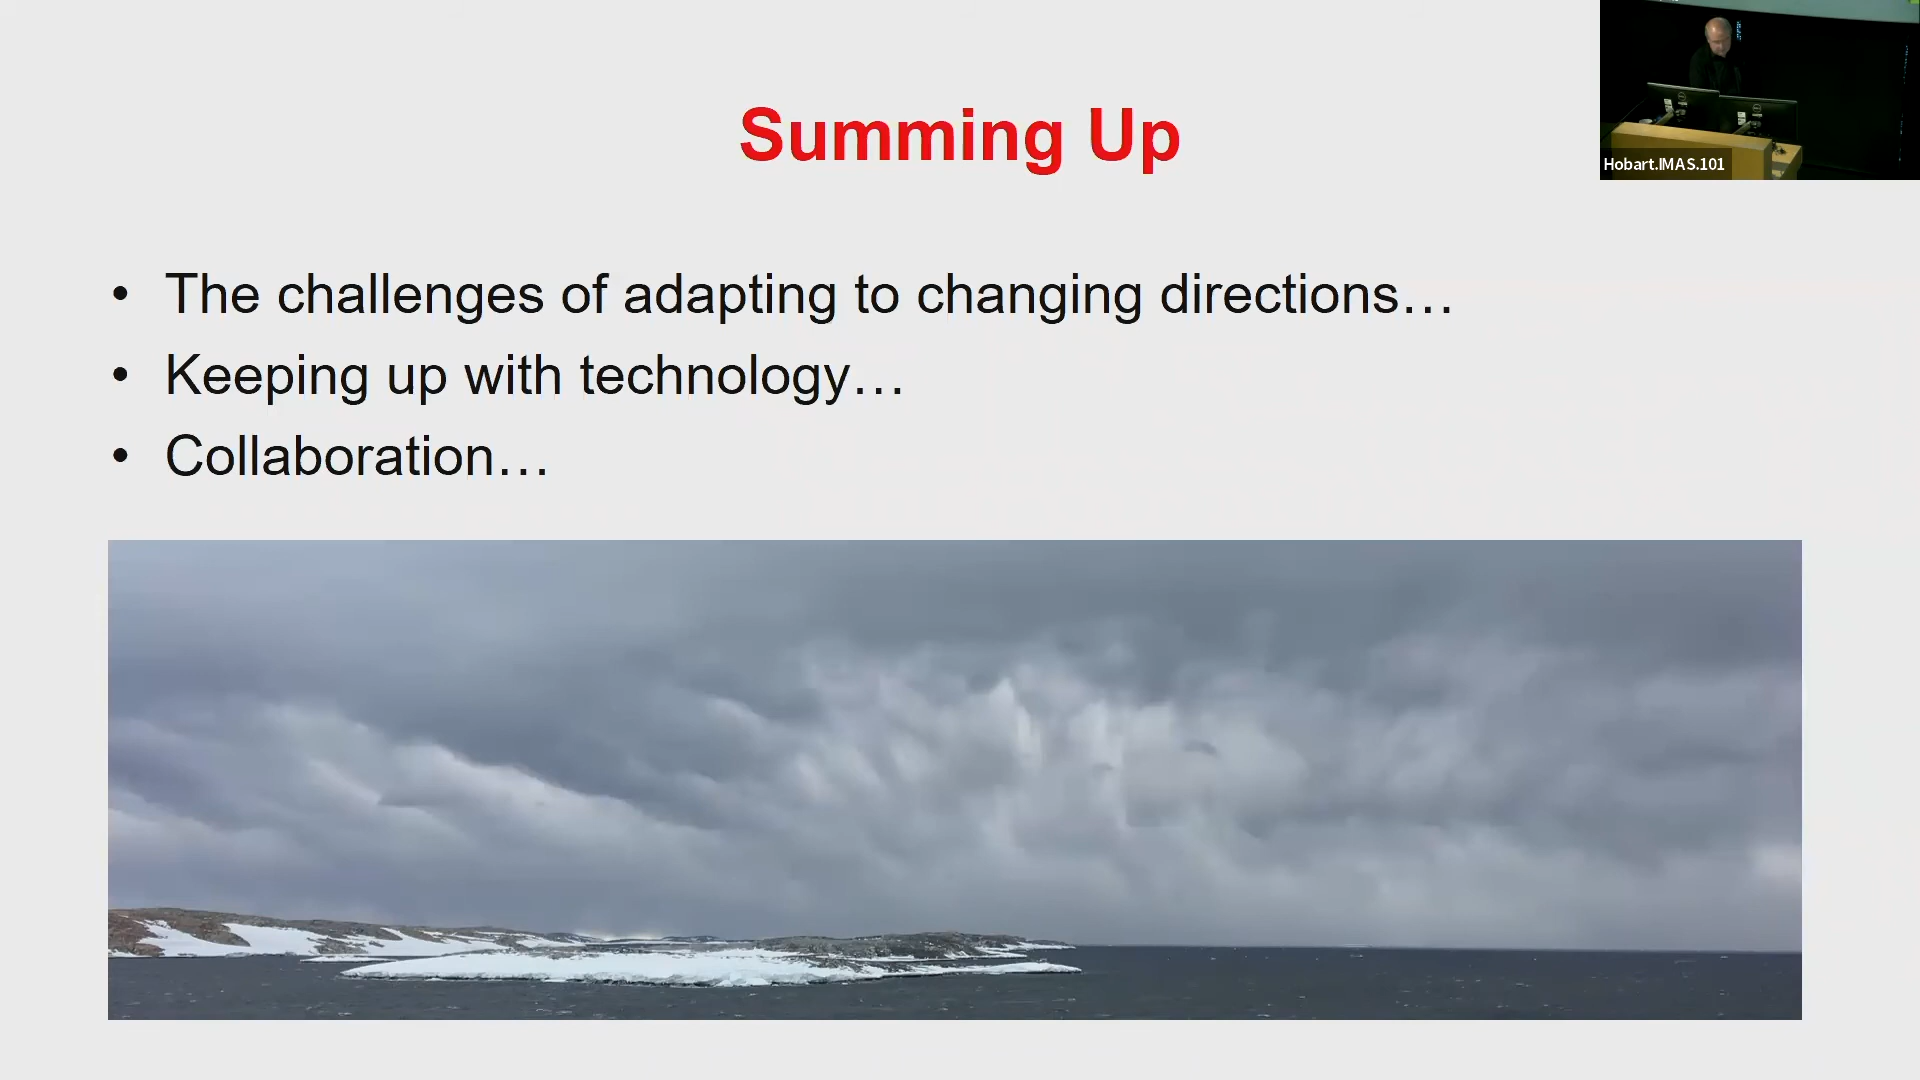 Summing Up
• The challenges of adapting to changing directions…
• Keeping up with technology…
• Collaboration…
Hobart.IMAS.101